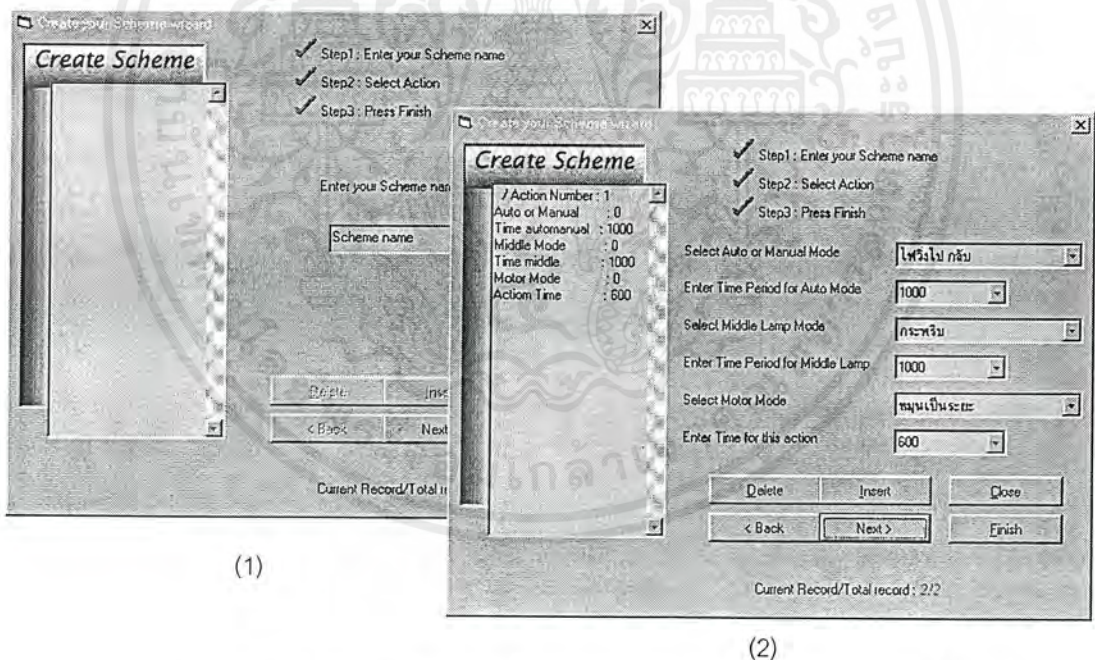 Create your Scheme wizard
Create Scheme
Step1 : Enter your Scheme name
Step2 : Select Action
Step3 : Press Finish
Enter your Scheme nam
Scheme name
Delete
< Back
Next
Current Record/Total r
(1)
Create your Scheme wizard
Create Scheme
/ Action Number : 1
Auto or Manual : 0
Time automanual : 1000
Middle Mode : 0
Time middle : 1000
Motor Mode : 0
Actiom Time : 600
Step1 : Enter your Scheme name
Step2 : Select Action
Step3 : Press Finish
Select Auto or Manual Mode ไฟวิ่งไป กลับ
Enter Time Period for Auto Mode 1000
Select Middle Lamp Mode กระพริบ
Enter Time Period for Middle Lamp 1000
Select Motor Mode หมุนเป็นระยะ
Enter Time for this action 600
Delete Insert Close
< Back Next > Finish
Current Record/Total record : 2/2
(2)